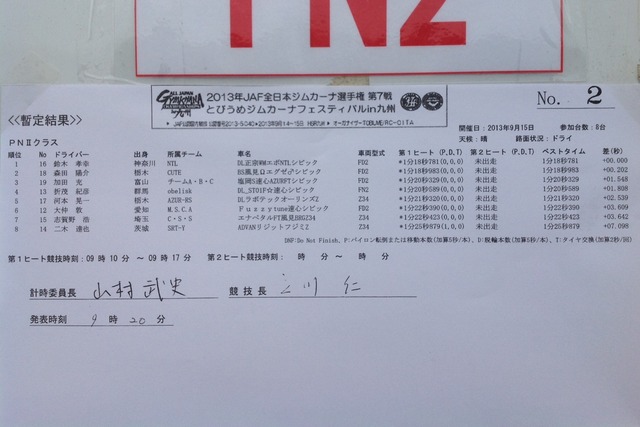 PN2
ALL JAPAN
GYMKHANA
2013年JAF全日本ジムカーナ選手権 第7戦
とびうめジムカーナフェスティバルin九州
No. 2
<<暫定結果>>
開催日：2013年9月15日 参加台数：8台
PNⅡクラス
天候：晴 路面状況：ドライ
順位 No ドライバー 出身 所属チーム 車名 車両型式 第1ヒート (P,D,T) 第2ヒート (P,D,T) ベストタイム 差(秒)
1 16 鈴木 孝幸 神奈川 NTL DL正宗WMエボNTLシビック FD2 *1分18秒781(0,0,0) 未出走 1分18秒781 +00.000
2 18 森田 陽介 栃木 CUTE BS風見Ωエグゼ♂シビック FD2 *1分18秒983(0,0,0) 未出走 1分18秒983 +00.202
3 19 加田 充 富山 チームA・B・C 塩岡S速心AZURFTシビック FD2 *1分20秒329(0,0,0) 未出走 1分20秒329 +01.548
4 13 折茂 紀彦 群馬 obelisk DL_ST01F☆速心シビック FN2 *1分20秒589(0,0,0) 未出走 1分20秒589 +01.808
5 17 河本 晃一 栃木 AZUR-RS DLラボテックオーリンズZ Z34 *1分21秒320(0,0,0) 未出走 1分21秒320 +02.539
6 12 大仲 敦 愛知 M.S.C.A Fuzzytune速心シビック FD2 *1分22秒390(0,0,0) 未出走 1分22秒390 +03.609
7 15 志賀野 浩 埼玉 C・S・C エナペタルFT風見BRGZ34 Z34 *1分22秒423(0,0,0) 未出走 1分22秒423 +03.642
8 14 二木 達也 茨城 SRT-Y ADVANリジットフジミZ Z34 *1分25秒879(1,0,0) 未出走 1分25秒879 +07.098
DNF:Do Not Finish, P:パイロン転倒または移動本数(加算5秒/本), D:脱輪本数(加算5秒/本), T:タイヤ交換(加算2秒/回)
第1ヒート競技時刻：09時10分 ～ 09時17分 第2ヒート競技時刻： 時 分～ 時 分
計時委員長 山村 武史 競技長 立川 仁
発表時刻 9時20分